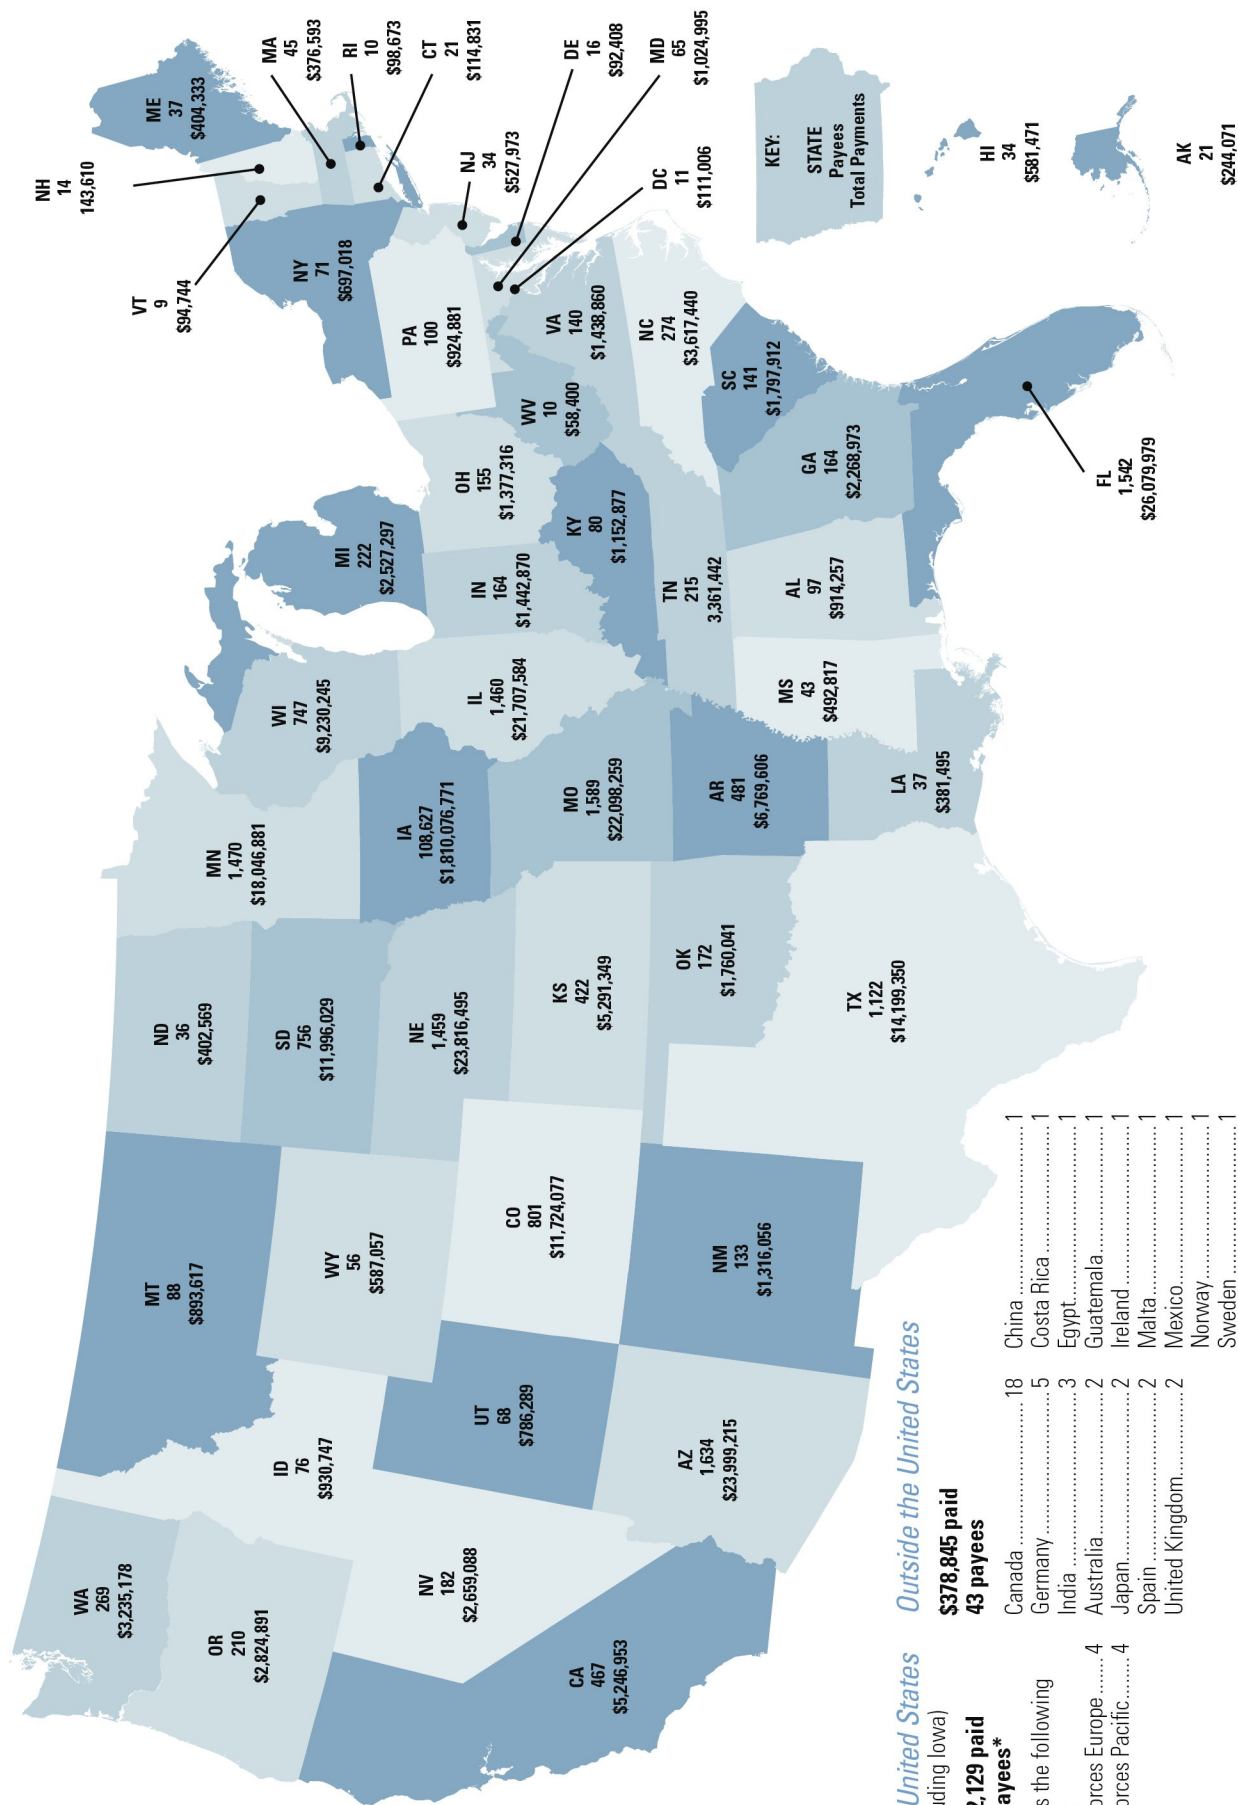 WA
269
$3,235,178
OR
210
$2,824,891
CA
467
$5,246,953
NV
182
$2,659,088
ID
76
$930,747
MT
88
$893,617
WY
56
$587,057
UT
68
$786,289
AZ
1,634
$23,999,215
CO
801
$11,724,077
NM
133
$1,316,056
ND
36
$402,569
SD
756
$11,996,029
NE
1,459
$23,816,495
KS
422
$5,291,349
OK
172
$1,760,041
TX
1,122
$14,199,350
MN
1,470
$18,046,881
IA
108,627
$1,810,076,771
MO
1,589
$22,098,259
AR
481
$6,769,606
LA
37
$381,495
WI
747
$9,230,245
IL
1,460
$21,707,584
MS
43
$492,817
MI
222
$2,527,297
IN
164
$1,442,870
OH
155
$1,377,316
KY
80
$1,152,877
TN
215
3,361,442
AL
97
$914,257
GA
164
$2,268,973
FL
1,542
$26,079,979
SC
141
$1,797,912
NC
274
$3,617,440
VA
140
$1,438,860
WV
10
$58,400
PA
100
$924,881
NY
71
$697,018
VT
9
$94,744
NH
14
143,610
ME
37
$404,333
MA
45
$376,593
RI
10
$98,673
CT
21
$114,831
NJ
34
$527,973
DE
16
$92,408
MD
65
$1,024,995
DC
11
$111,006
KEY:
STATE
Payees
Total Payments
HI
34
$581,471
AK
21
$244,071
United States
uding Iowa)
2,129 paid
ayees*
s the following
orces Europe ....... 4
orces Pacific ....... 4
Outside the United States
$378,845 paid
43 payees
Canada .......................... 18
Germany .......................... 5
India .......................... 3
Australia .......................... 2
Japan .......................... 2
Spain .......................... 2
United Kingdom .......................... 2
China .......................... 1
Costa Rica .......................... 1
Egypt .......................... 1
Guatemala .......................... 1
Ireland .......................... 1
Malta .......................... 1
Mexico .......................... 1
Norway .......................... 1
Sweden .......................... 1